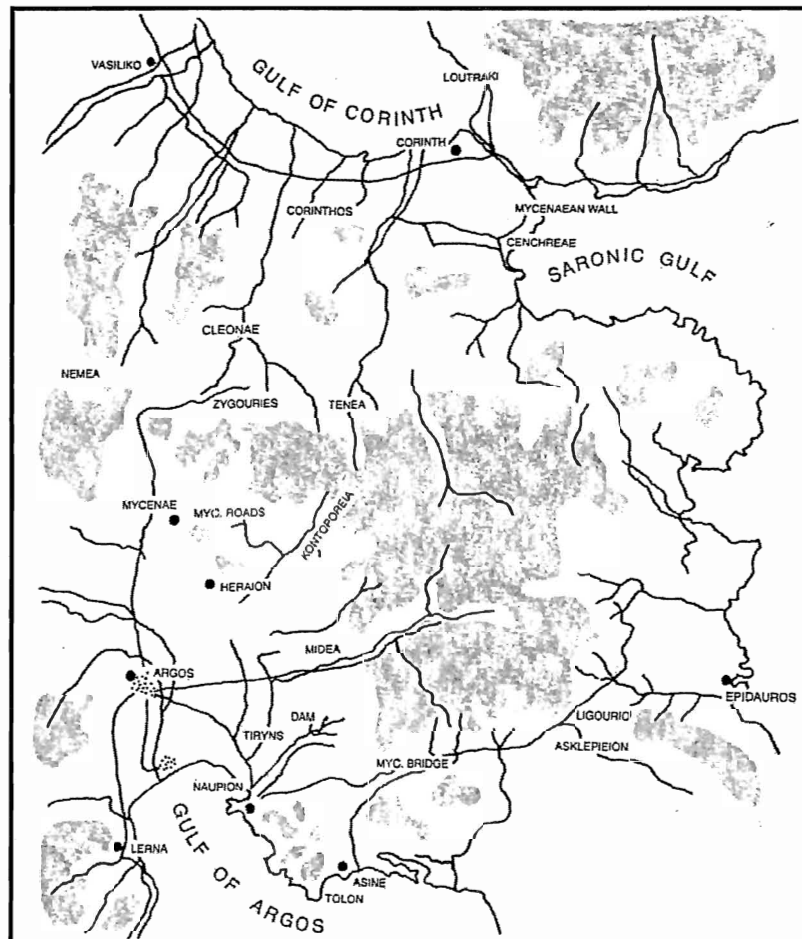 VASILIKO
GULF OF CORINTH
LOUTRAKI
CORINTH
CORINTHOS
MYCENAEAN WALL
CENCHREAE
SARONIC GULF
CLEONAE
NEMEA
ZYGOURIES
TENEA
MYCENAE
MYC. ROADS
KONTOPOREIA
HERAION
MIDEA
ARGOS
EPIDAUROS
LIGOURIO
TIRYNS
DAM
ASKLEPIEION
MYC. BRIDGE
NAUPION
GULF OF ARGOS
LERNA
ASINE
TOLON